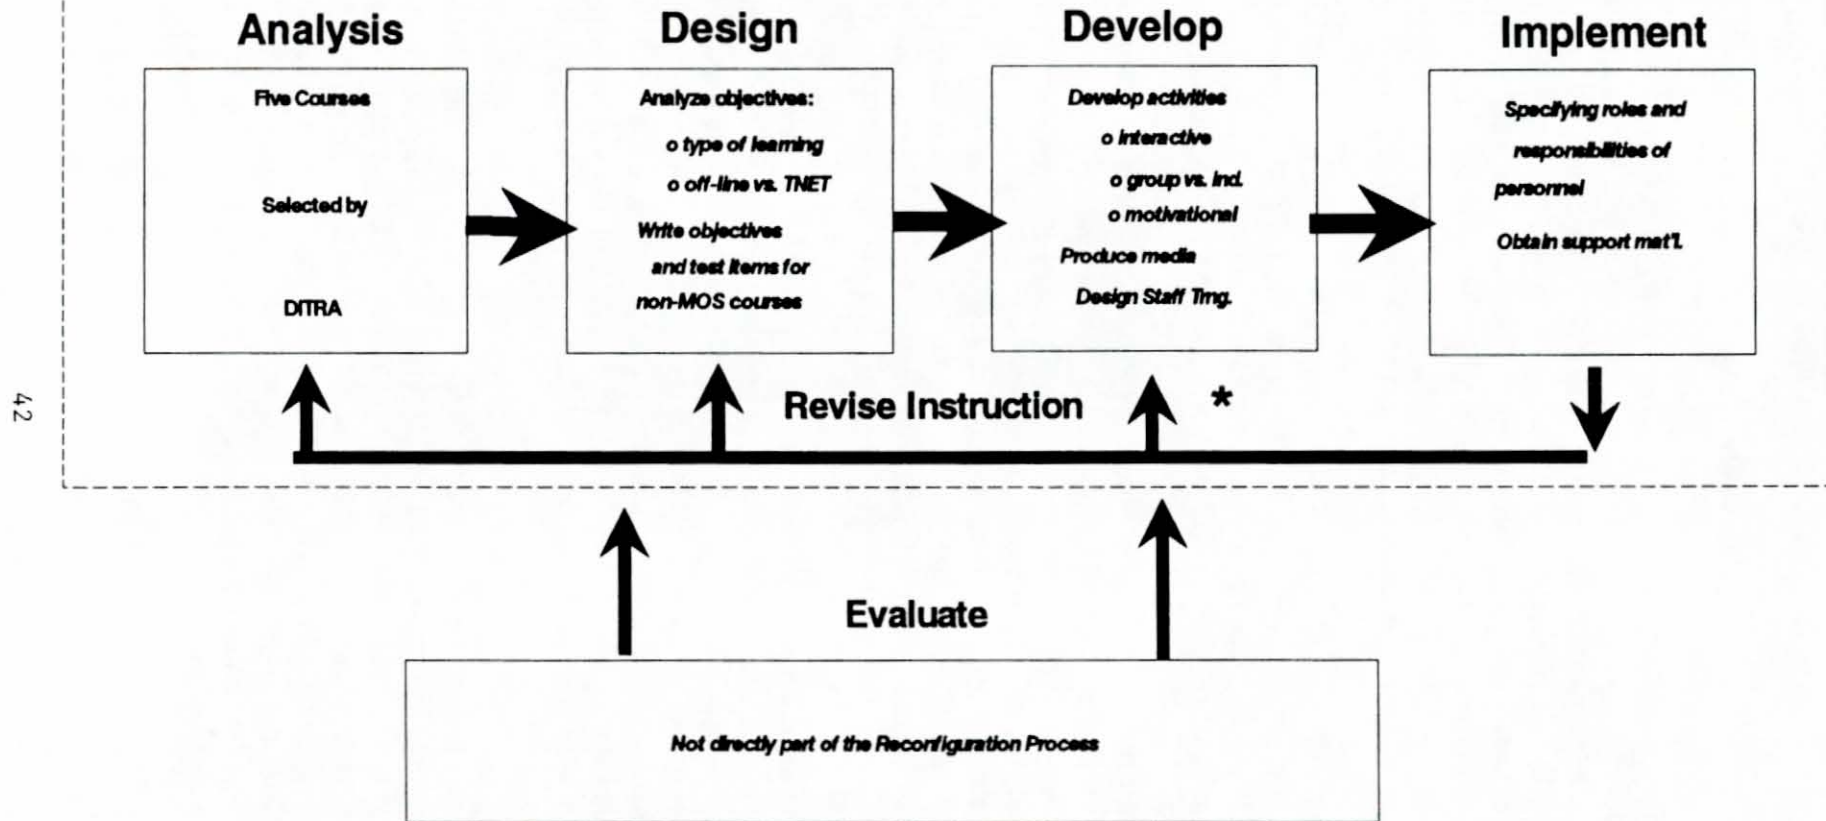 Analysis
Five Courses
Selected by
DITRA
Design
Analyze objectives:
o type of learning
o off-line vs. TNET
Write objectives
and test items for
non-MOS courses
Develop
Develop activities
o interactive
o group vs. ind.
o motivational
Produce media
Design Staff Trng.
Implement
Specifying roles and
responsibilities of
personnel
Obtain support mat'l.
Revise Instruction *
Evaluate
Not directly part of the Reconfiguration Process
42